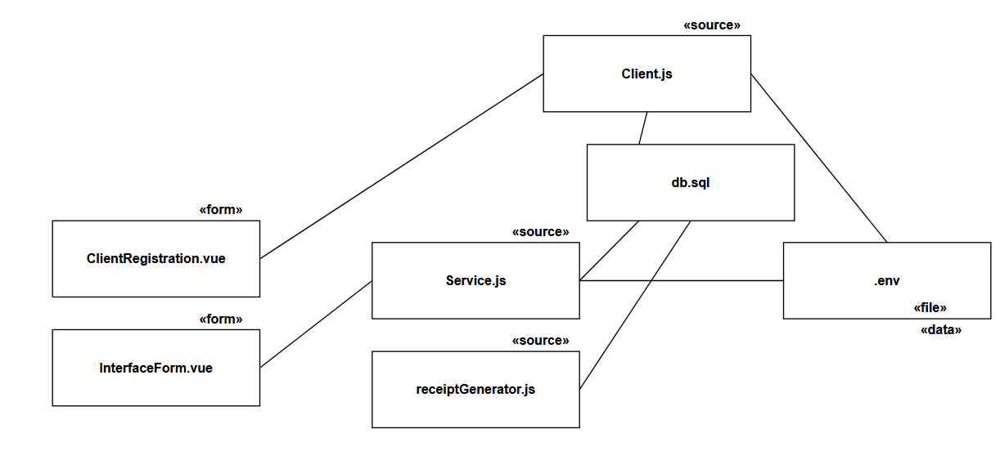 «source»
Client.js
db.sql
«form»
ClientRegistration.vue
«source»
Service.js
.env
«file»
«data»
«form»
InterfaceForm.vue
«source»
receiptGenerator.js